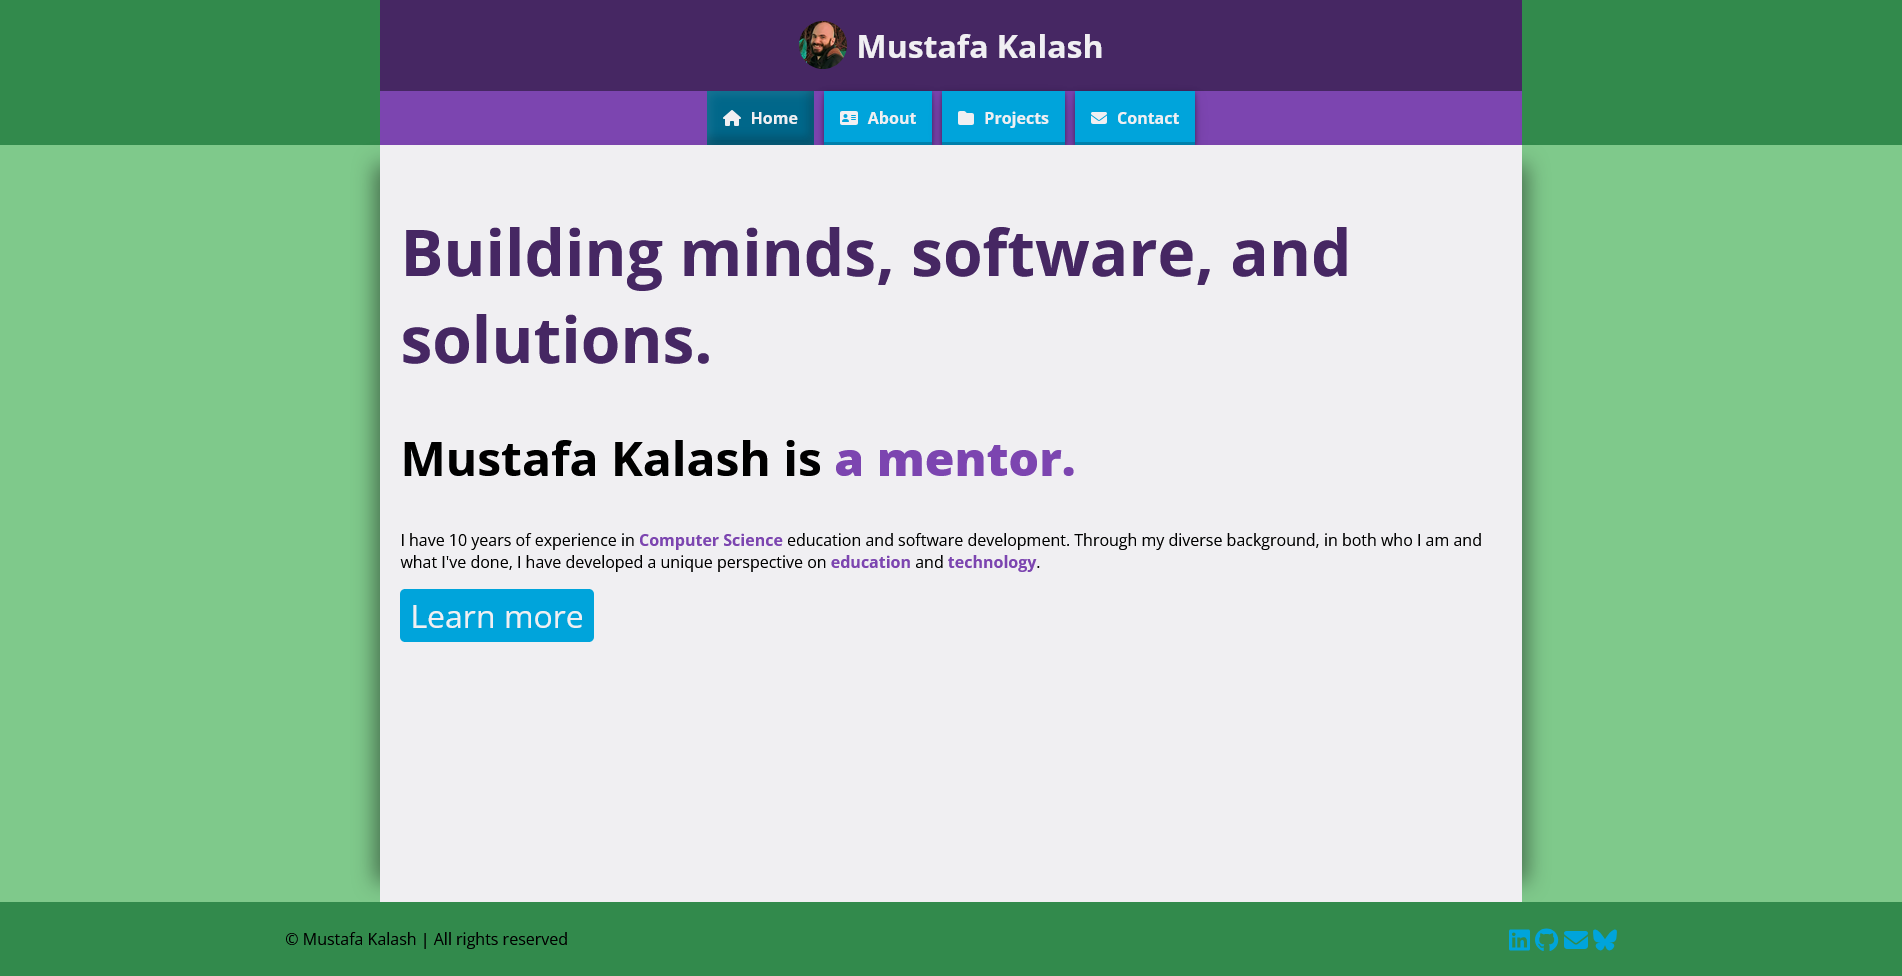 Mustafa Kalash
Home About Projects Contact
Building minds, software, and
solutions.
Mustafa Kalash is a mentor.
I have 10 years of experience in Computer Science education and software development. Through my diverse background, in both who I am and
what I've done, I have developed a unique perspective on education and technology.
Learn more
© Mustafa Kalash | All rights reserved